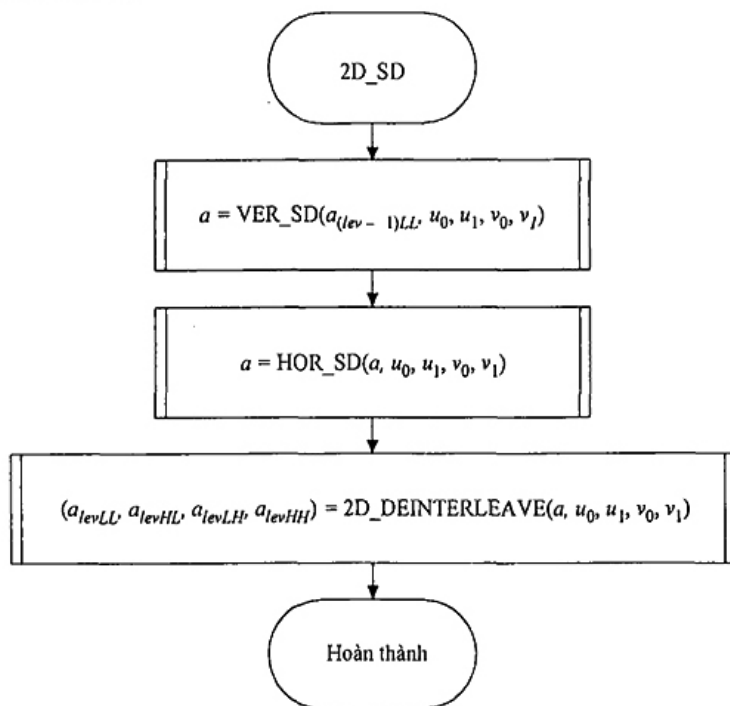 2D_SD
a = VER_SD(a(lev – 1)LL, u0, u1, v0, v1)
a = HOR_SD(a, u0, u1, v0, v1)
(alevLL, alevHL, alevLH, alevHH) = 2D_DEINTERLEAVE(a, u0, u1, v0, v1)
Hoàn thành